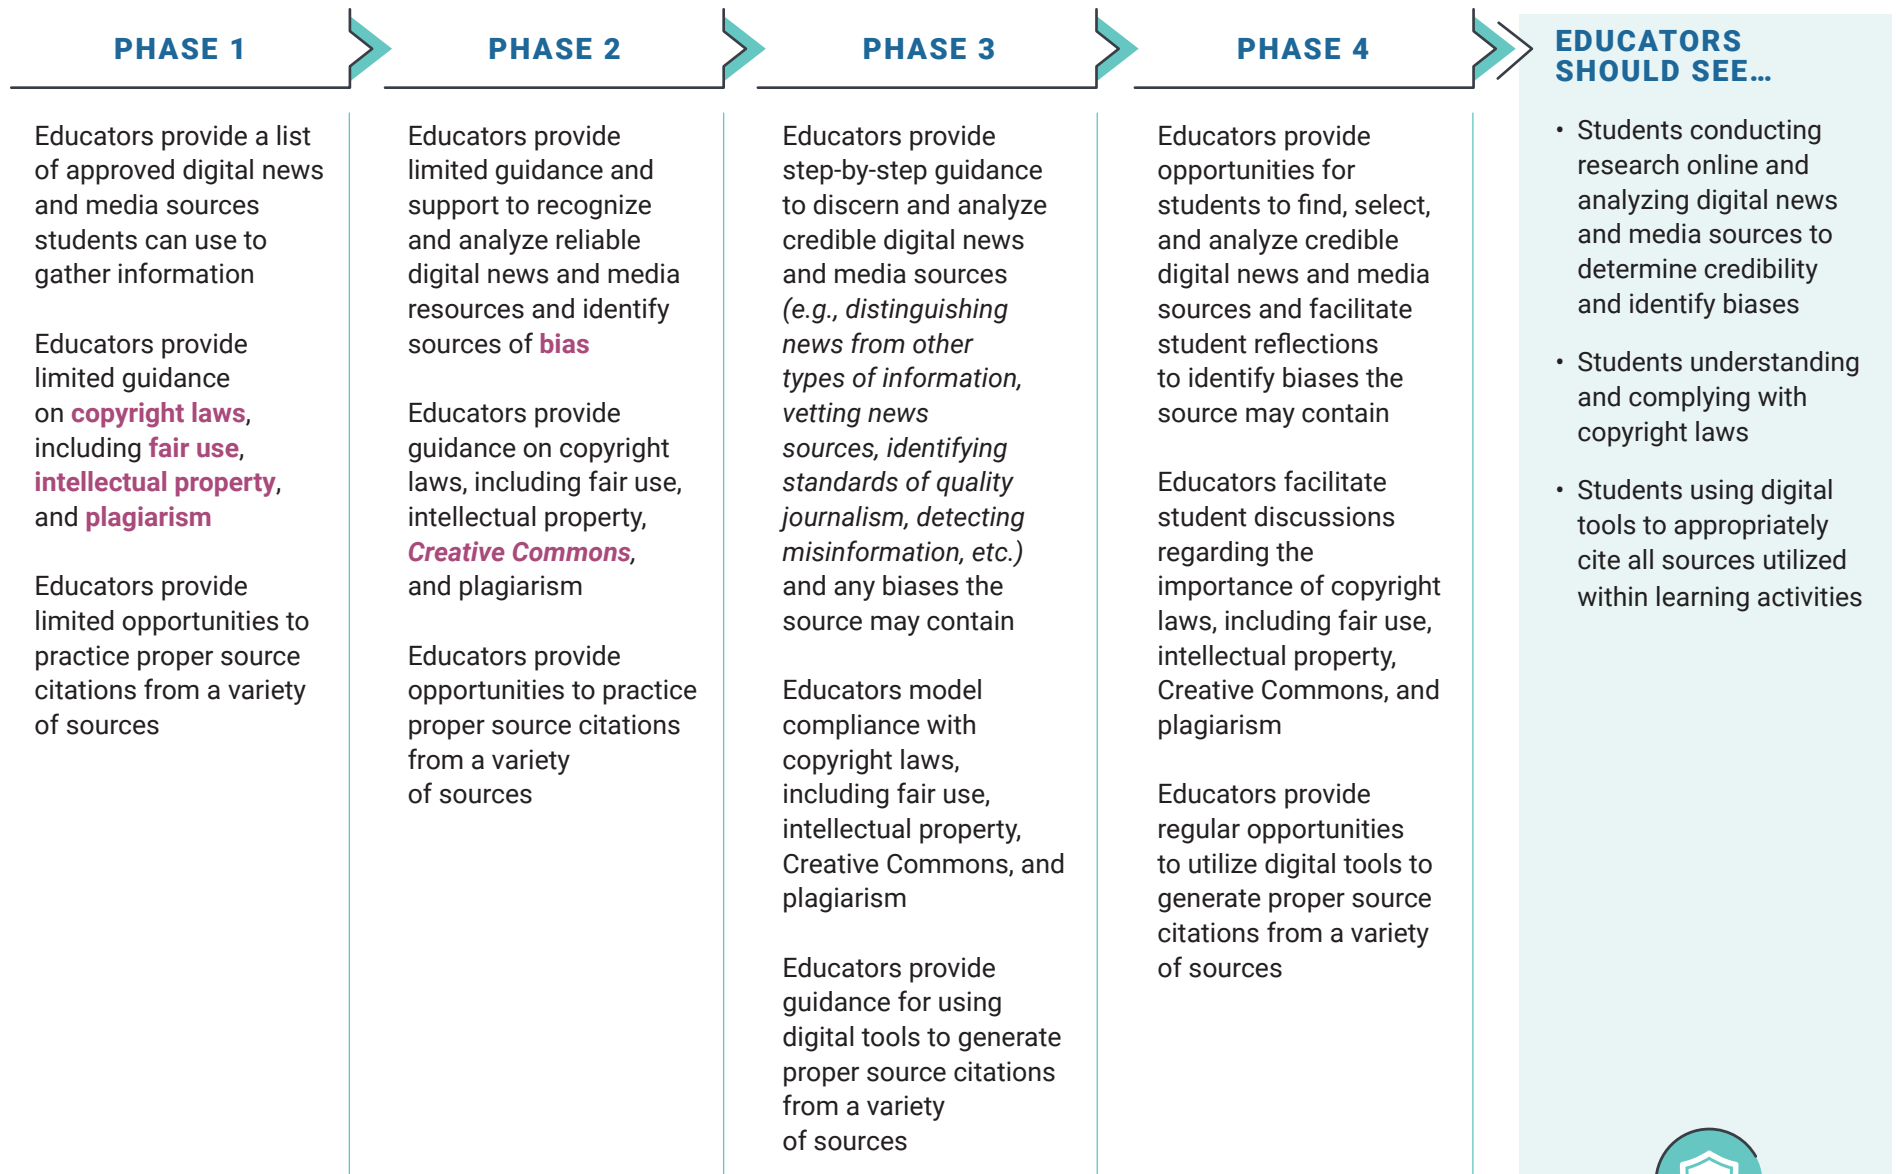 PHASE 1
Educators provide a list
of approved digital news
and media sources
students can use to
gather information
Educators provide
limited guidance
on copyright laws,
including fair use,
intellectual property,
and plagiarism
Educators provide
limited opportunities to
practice proper source
citations from a variety
of sources
PHASE 2
Educators provide
limited guidance and
support to recognize
and analyze reliable
digital news and media
resources and identify
sources of bias
Educators provide
guidance on copyright
laws, including fair use,
intellectual property,
Creative Commons,
and plagiarism
Educators provide
opportunities to practice
proper source citations
from a variety
of sources
PHASE 3
Educators provide
step-by-step guidance
to discern and analyze
credible digital news
and media sources
(e.g., distinguishing
news from other
types of information,
vetting news
sources, identifying
standards of quality
journalism, detecting
misinformation, etc.)
and any biases the
source may contain
Educators model
compliance with
copyright laws,
including fair use,
intellectual property,
Creative Commons, and
plagiarism
Educators provide
guidance for using
digital tools to generate
proper source citations
from a variety
of sources
PHASE 4
Educators provide
opportunities for
students to find, select,
and analyze credible
digital news and media
sources and facilitate
student reflections
to identify biases the
source may contain
Educators facilitate
student discussions
regarding the
importance of copyright
laws, including fair use,
intellectual property,
Creative Commons, and
plagiarism
Educators provide
regular opportunities
to utilize digital tools to
generate proper source
citations from a variety
of sources
EDUCATORS
SHOULD SEE...
• Students conducting
research online and
analyzing digital news
and media sources to
determine credibility
and identify biases
• Students understanding
and complying with
copyright laws
• Students using digital
tools to appropriately
cite all sources utilized
within learning activities